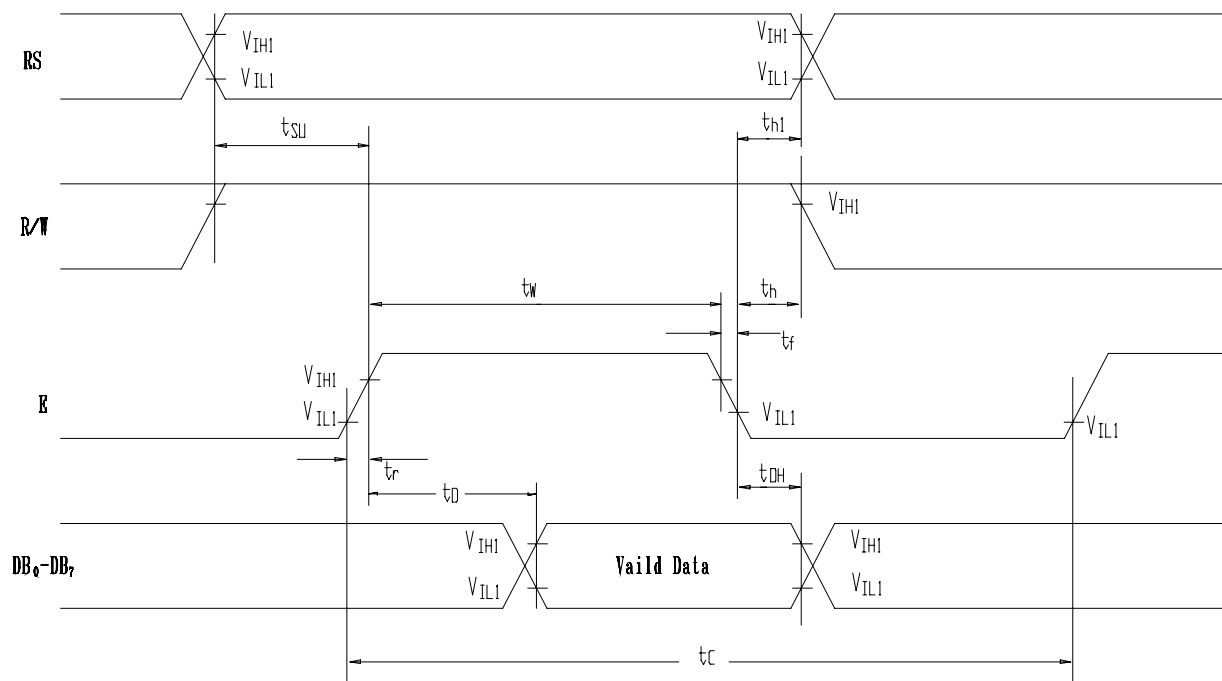 RS
VIH1
VIL1
VIH1
VIL1
tSU
th1
R/W
VIH1
tW
th
tf
E
VIH1
VIL1
VIL1
VIL1
tr
tD
tDH
DB0-DB7
VIH1
VIL1
Vaild Data
VIH1
VIL1
tC